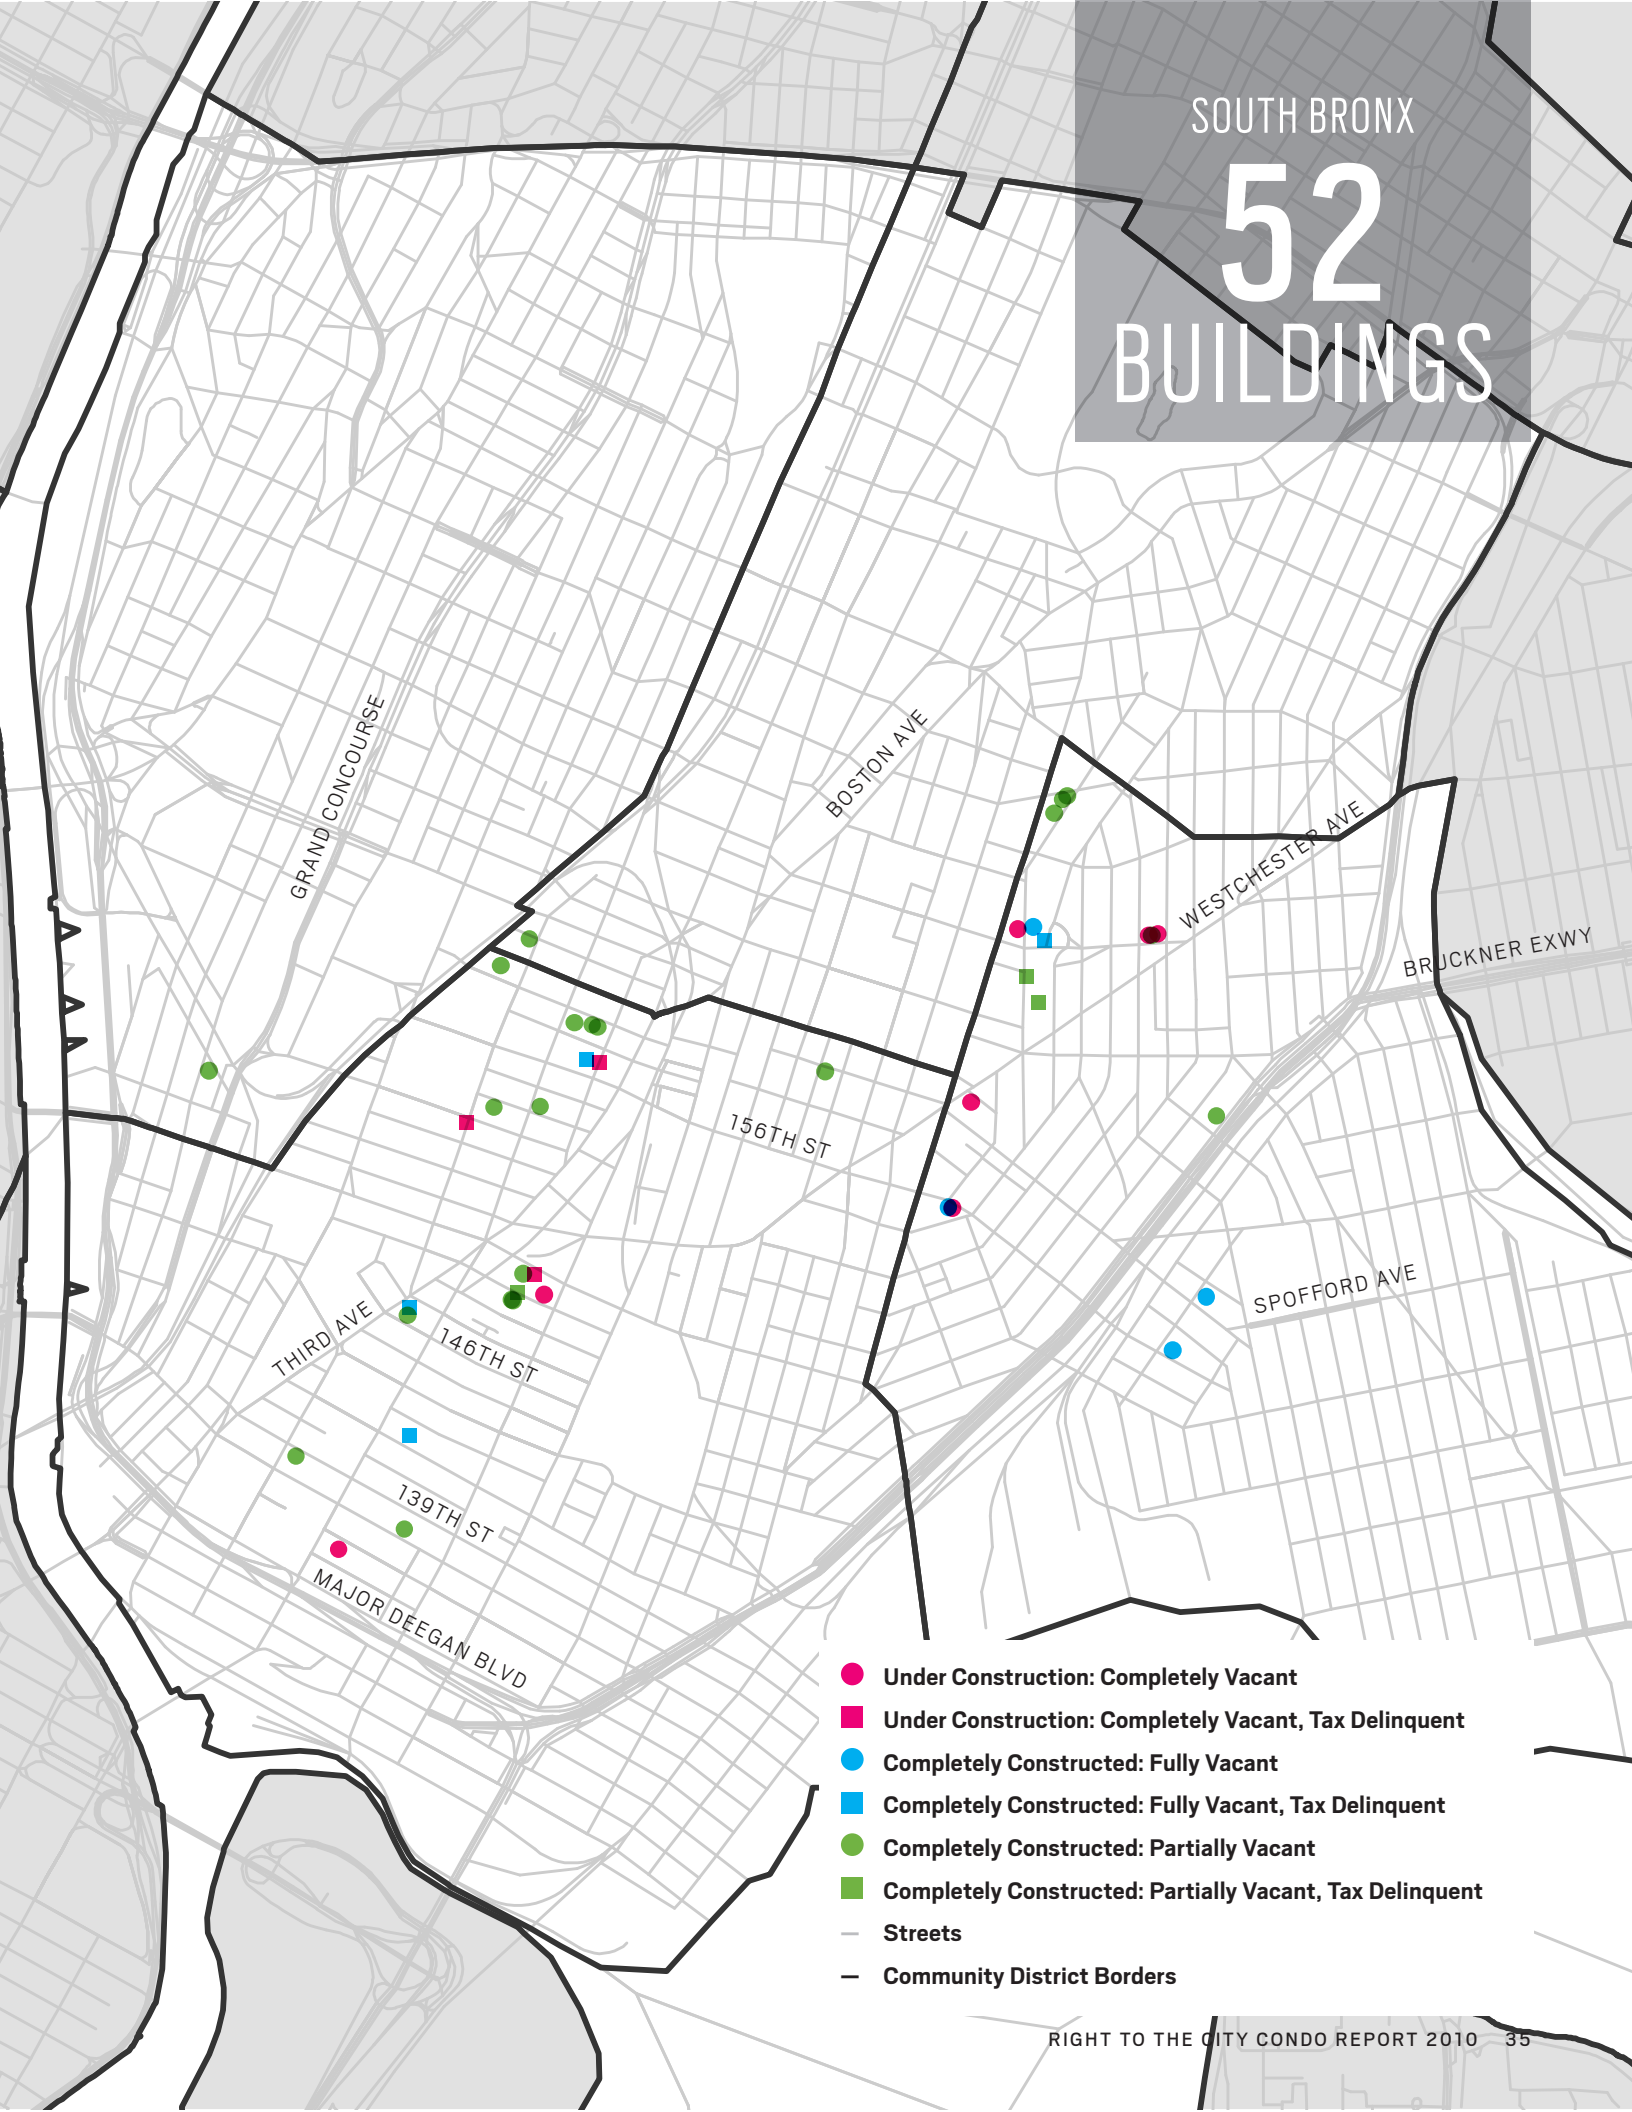 SOUTH BRONX
52
BUILDINGS
GRAND CONCOURSE
BOSTON AVE
WESTCHESTER AVE
BRUCKNER EXWY
156TH ST
SPOFFORD AVE
THIRD AVE
146TH ST
139TH ST
MAJOR DEEGAN BLVD
Under Construction: Completely Vacant
Under Construction: Completely Vacant, Tax Delinquent
Completely Constructed: Fully Vacant
Completely Constructed: Fully Vacant, Tax Delinquent
Completely Constructed: Partially Vacant
Completely Constructed: Partially Vacant, Tax Delinquent
Streets
Community District Borders
RIGHT TO THE CITY CONDO REPORT 2010 35